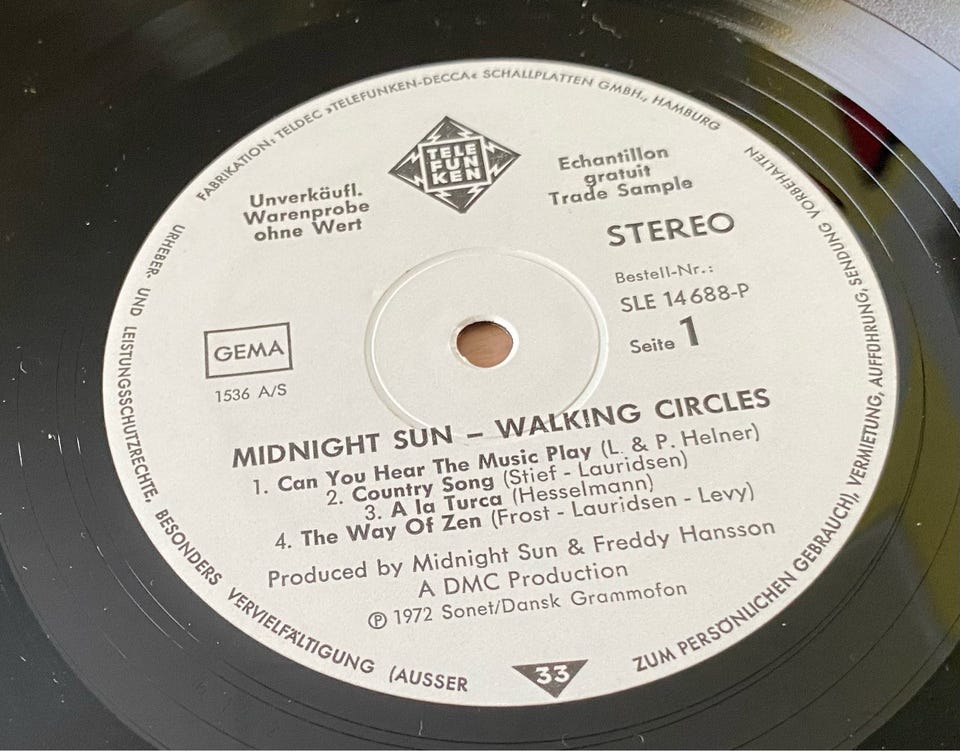 FABRIKATION: TELDEC »TELEFUNKEN-DECCA« SCHALLPLATTEN GMBH., HAMBURG
TELE
FUN
KEN
Unverkäufl.
Warenprobe
ohne Wert
Echantillon
gratuit
Trade Sample
STEREO
Bestell-Nr.:
SLE 14688-P
Seite 1
GEMA
1536 A/S
MIDNIGHT SUN – WALKING CIRCLES
1. Can You Hear The Music Play (L. & P. Helner)
2. Country Song (Stief - Lauridsen)
3. A la Turca (Hesselmann)
4. The Way Of Zen (Frost - Lauridsen - Levy)
Produced by Midnight Sun & Freddy Hansson
A DMC Production
℗ 1972 Sonet/Dansk Grammofon
33
URHEBER- UND LEISTUNGSSCHUTZRECHTE, BESONDERS VERVIELFÄLTIGUNG (AUSSER
ZUM PERSÖNLICHEN GEBRAUCH), VERMIETUNG, AUFFÜHRUNG, SENDUNG VORBEHALTEN